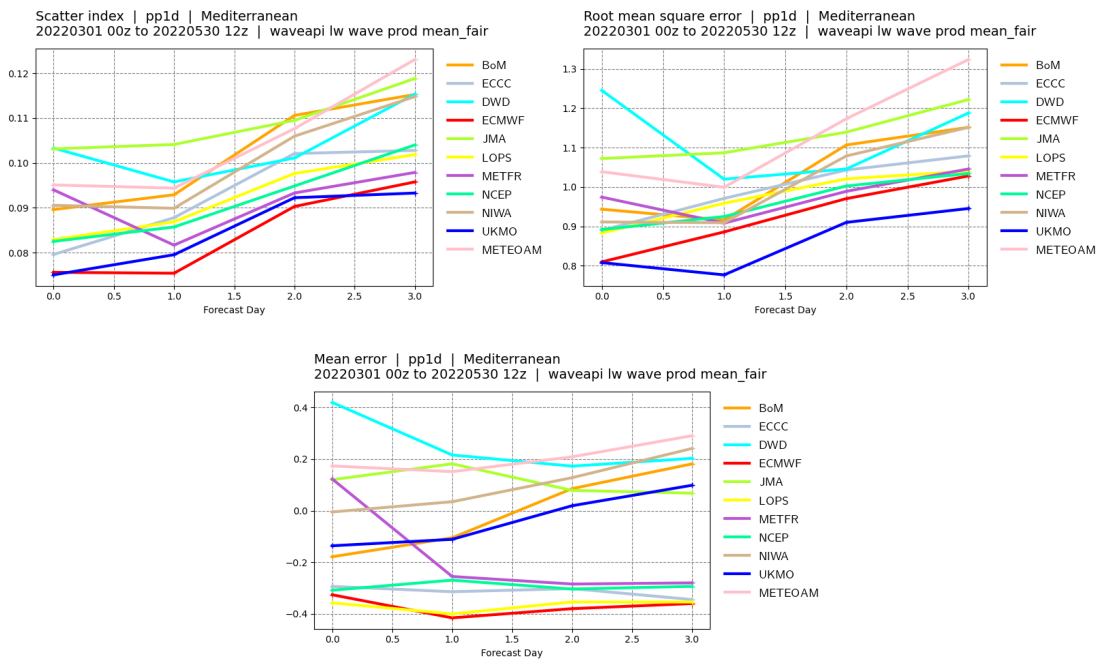 Scatter index | pp1d | Mediterranean
20220301 00z to 20220530 12z | waveapi lw wave prod mean_fair
0.12
0.11
0.10
0.09
0.08
0.0 0.5 1.0 1.5 2.0 2.5 3.0
Forecast Day
BoM
ECCC
DWD
ECMWF
JMA
LOPS
METFR
NCEP
NIWA
UKMO
METEOAM
Root mean square error | pp1d | Mediterranean
20220301 00z to 20220530 12z | waveapi lw wave prod mean_fair
1.3
1.2
1.1
1.0
0.9
0.8
0.0 0.5 1.0 1.5 2.0 2.5 3.0
Forecast Day
BoM
ECCC
DWD
ECMWF
JMA
LOPS
METFR
NCEP
NIWA
UKMO
METEOAM
Mean error | pp1d | Mediterranean
20220301 00z to 20220530 12z | waveapi lw wave prod mean_fair
0.4
0.2
0.0
−0.2
−0.4
0.0 0.5 1.0 1.5 2.0 2.5 3.0
Forecast Day
BoM
ECCC
DWD
ECMWF
JMA
LOPS
METFR
NCEP
NIWA
UKMO
METEOAM